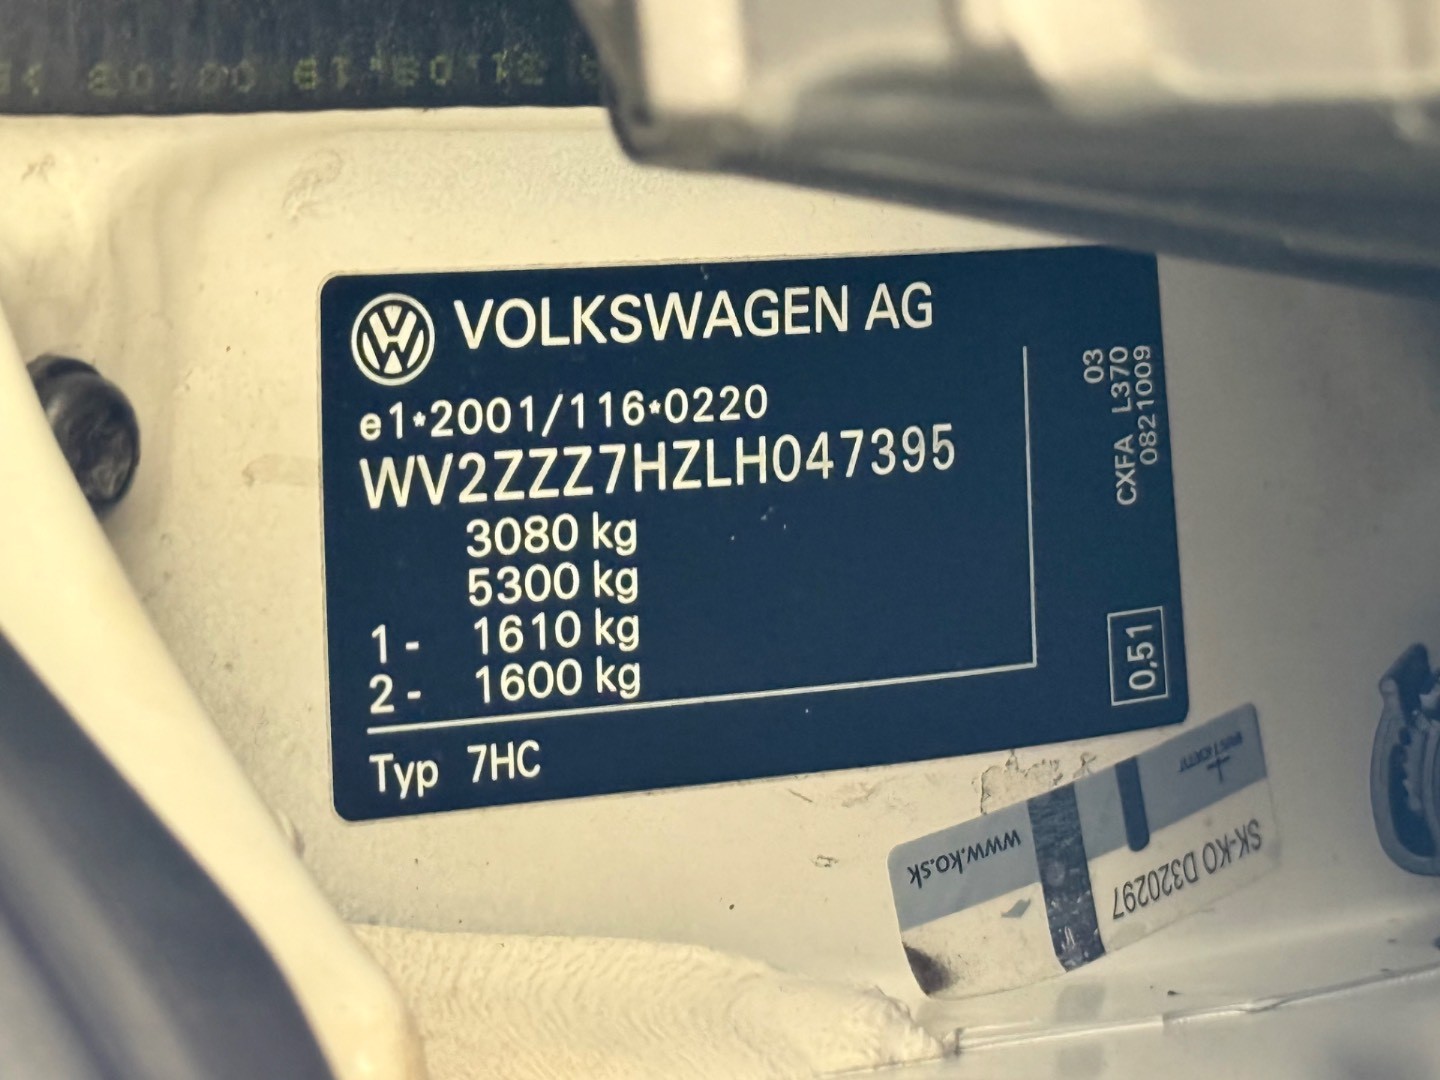 VOLKSWAGEN AG
e1*2001/116*0220
WV2ZZZ7HZLH047395
3080 kg
5300 kg
1- 1610 kg
2- 1600 kg
Typ 7HC
03
CXFA L370
0821009
0,51
www.ko.sk
SK-KO D320297